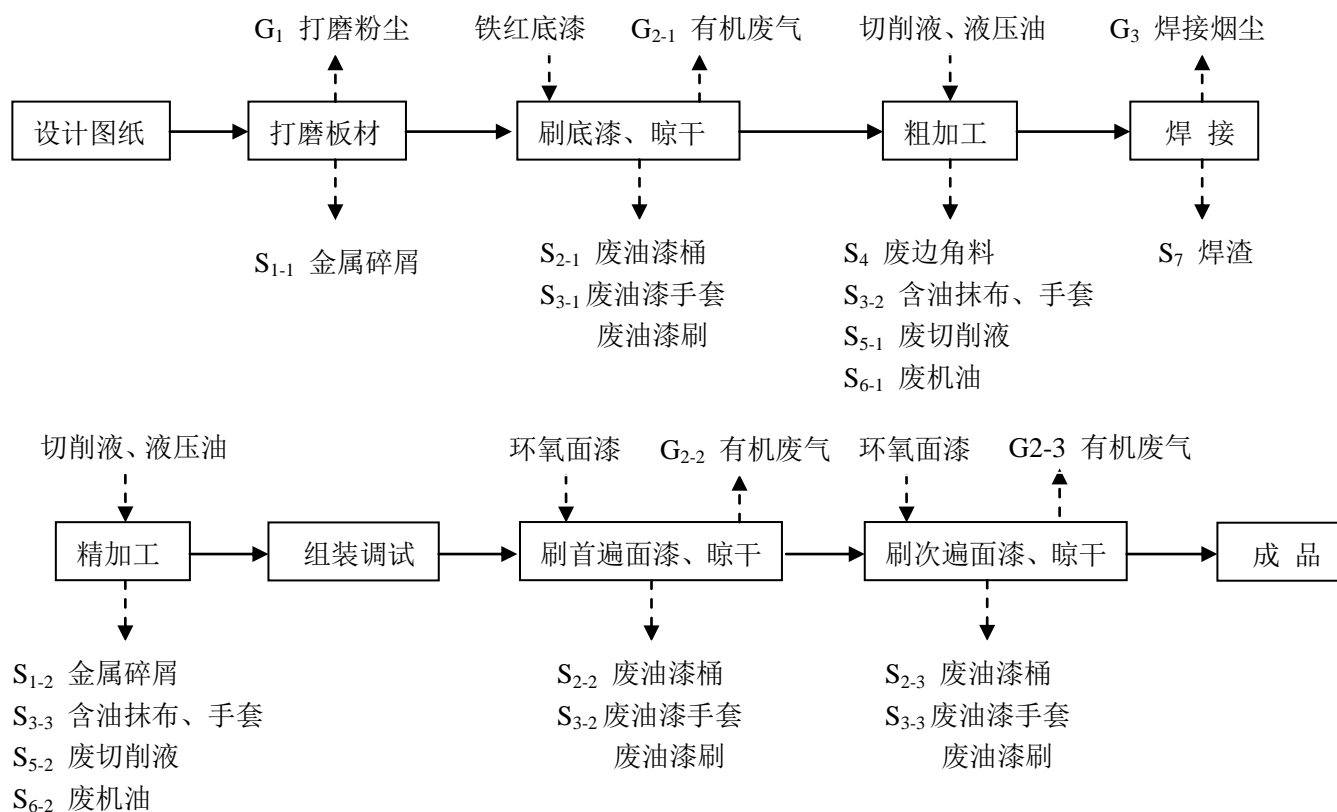 G1 打磨粉尘
铁红底漆
G2-1 有机废气
切削液、液压油
G3 焊接烟尘
设计图纸
打磨板材
刷底漆、晾干
粗加工
焊 接
S1-1 金属碎屑
S2-1 废油漆桶
S3-1废油漆手套
废油漆刷
S4 废边角料
S3-2 含油抹布、手套
S5-1 废切削液
S6-1 废机油
S7 焊渣
切削液、液压油
环氧面漆
G2-2 有机废气
环氧面漆
G2-3 有机废气
精加工
组装调试
刷首遍面漆、晾干
刷次遍面漆、晾干
成 品
S1-2 金属碎屑
S3-3 含油抹布、手套
S5-2 废切削液
S6-2 废机油
S2-2 废油漆桶
S3-2废油漆手套
废油漆刷
S2-3 废油漆桶
S3-3废油漆手套
废油漆刷